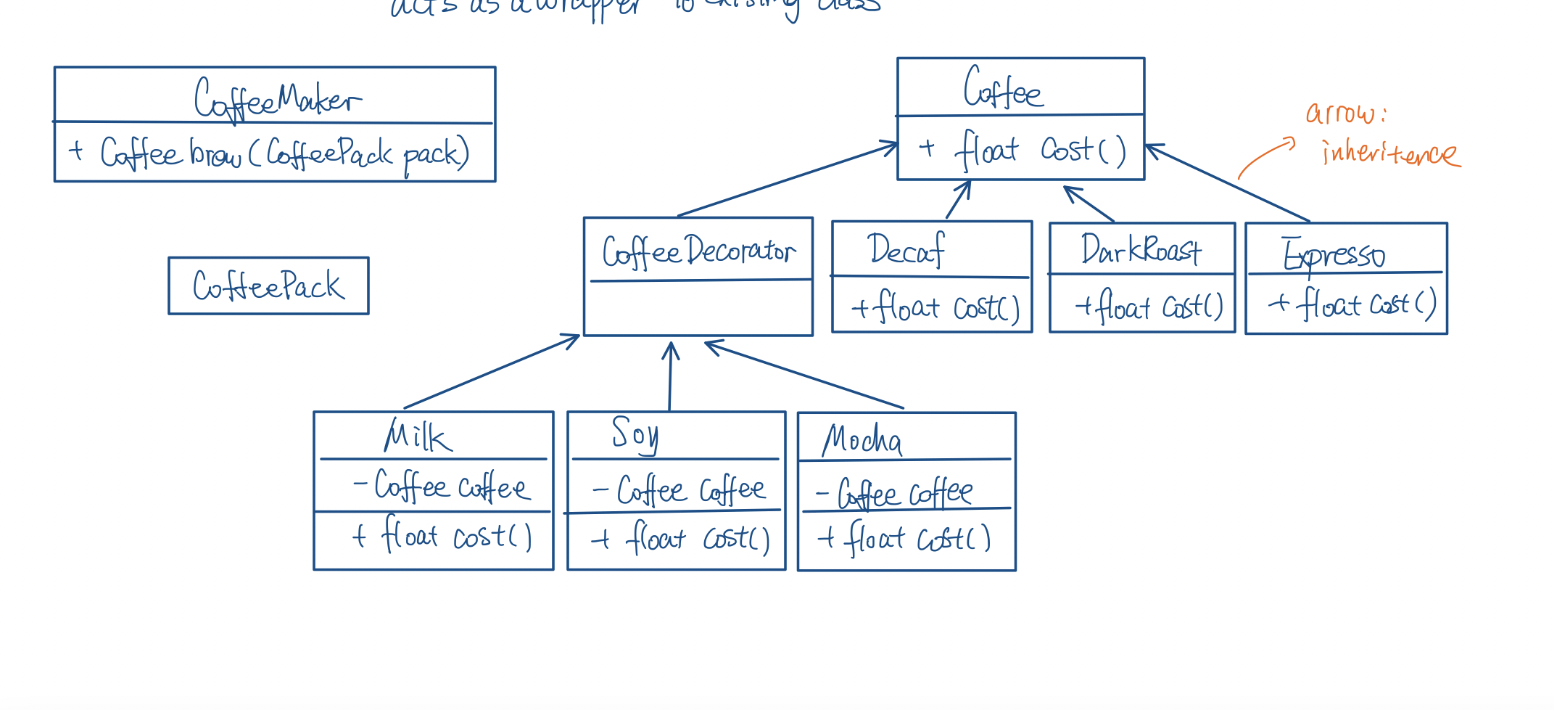 acts as a wrapper to existing class
CoffeeMaker
+ Coffee brow (CoffeePack pack)
CoffeePack
Coffee
+ float Cost()
arrow:
inheritence
CoffeeDecorator
Decaf
+float Cost()
DarkRoast
+float Cost()
Expresso
+ float Cost()
Milk
- Coffee coffee
+ float cost()
Soy
- Coffee Coffee
+ float Cost()
Mocha
- Coffee coffee
+ float Cost()